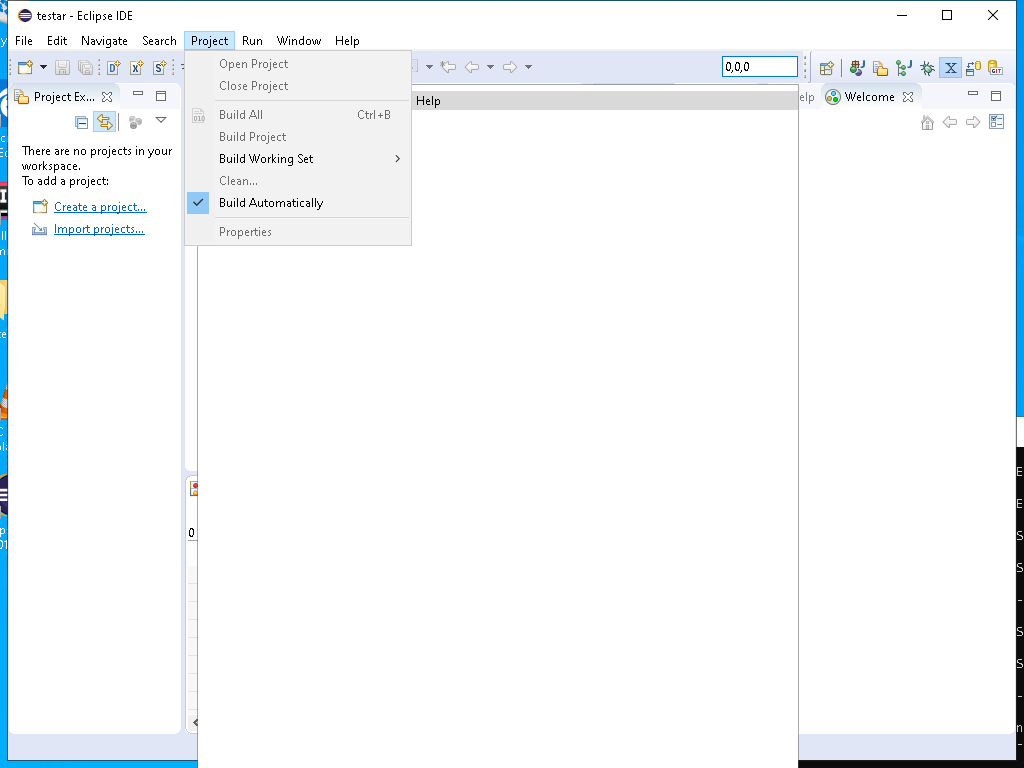 testar - Eclipse IDE
File Edit Navigate Search Project Run Window Help
0,0,0
Project Ex...
Help
elp
Welcome
There are no projects in your
workspace.
To add a project:
Create a project...
Import projects...
Open Project
Close Project
Build All Ctrl+B
Build Project
Build Working Set
Clean...
Build Automatically
Properties
0